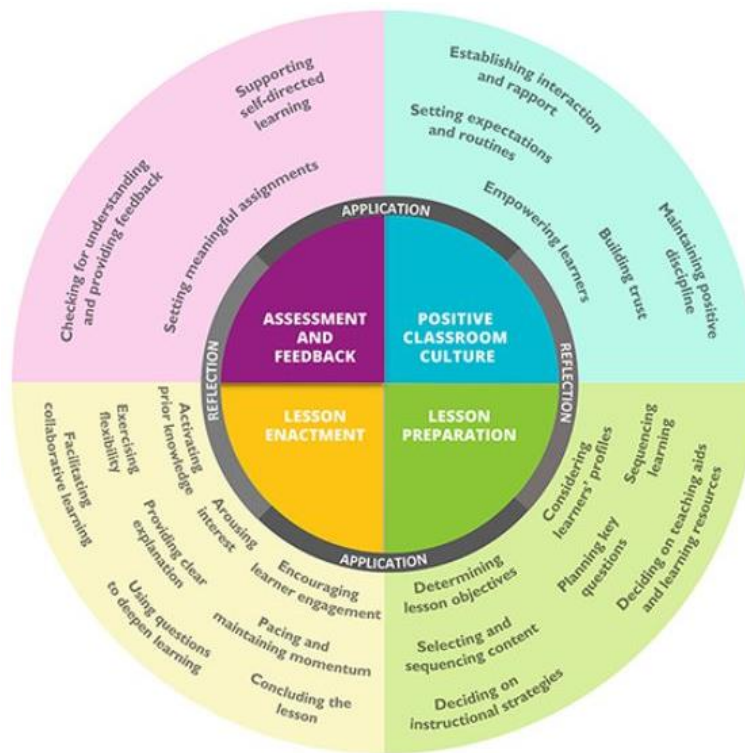 Supporting
self-directed
learning
Checking for understanding
and providing feedback
Setting meaningful assignments
Establishing interaction
and rapport
Setting expectations
and routines
Empowering learners
Building trust
Maintaining positive
discipline
APPLICATION
REFLECTION
ASSESSMENT
AND
FEEDBACK
POSITIVE
CLASSROOM
CULTURE
REFLECTION
LESSON
ENACTMENT
LESSON
PREPARATION
APPLICATION
Activating
prior knowledge
Exercising
flexibility
Facilitating
collaborative learning
Arousing
interest
Providing clear
explanation
Using questions
to deepen learning
Encouraging
learner engagement
Pacing and
maintaining momentum
Concluding the
lesson
Considering
learners' profiles
Sequencing
learning
Determining
lesson objectives
Planning key
questions
Deciding on teaching aids
and learning resources
Selecting and
sequencing content
Deciding on
instructional strategies